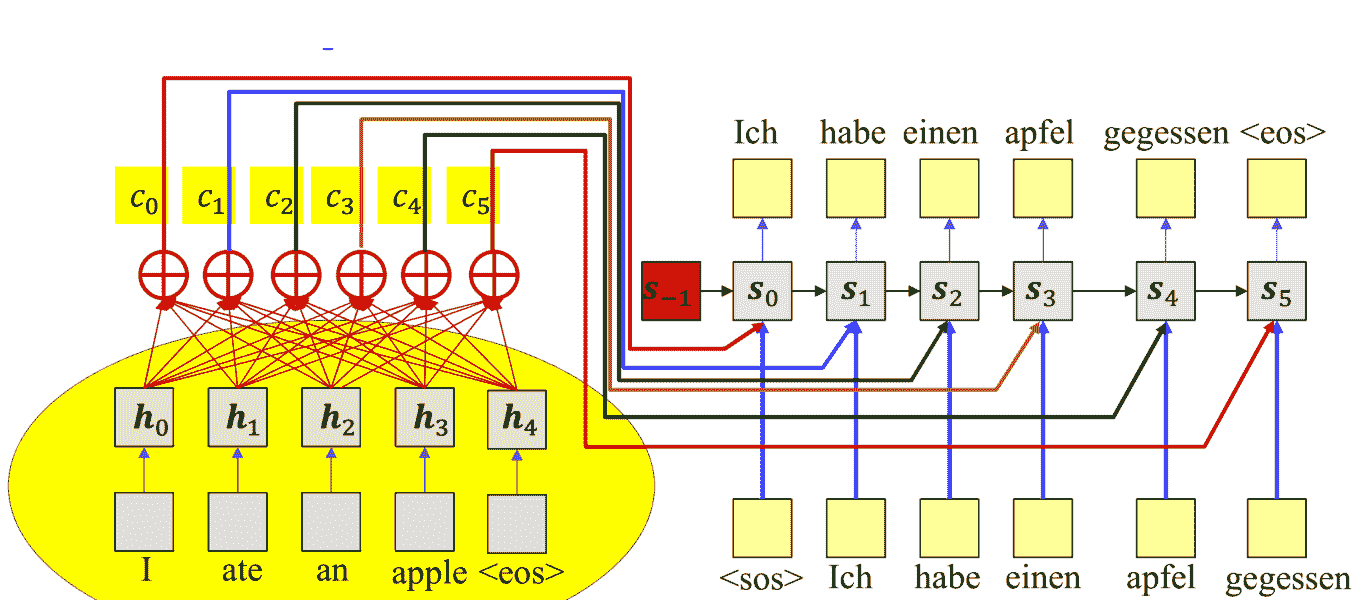 Ich habe einen apfel gegessen <eos>
c0 c1 c2 c3 c4 c5
s−1 s0 s1 s2 s3 s4 s5
h0 h1 h2 h3 h4
I ate an apple <eos>
<sos> Ich habe einen apfel gegessen